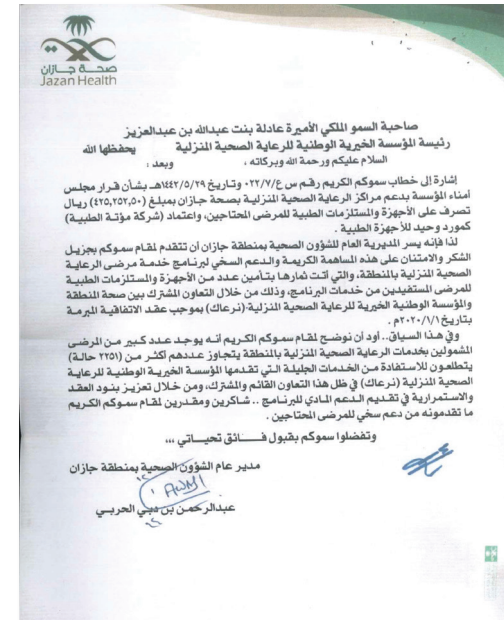 صحة جازان
Jazan Health
صاحبة السمو الملكي الأميرة عادلة بنت عبدالله بن عبدالعزيز
رئيسة المؤسسة الخيرية الوطنية للرعاية الصحية المنزلية يحفظها الله
السلام عليكم ورحمة الله وبركاته ، وبعد :
إشارة إلى خطاب سموكم الكريم رقم س ع/٠٢٢/٧ وتاريخ ١٤٤٢/٥/٢٩هـ بشأن قرار مجلس
أمناء المؤسسة بدعم مراكز الرعاية الصحية المنزلية بصحة جازان بمبلغ (٤٢٥,٢٥٢,٥٠) ريال
تصرف على الأجهزة والمستلزمات الطبية للمرضى المحتاجين، واعتماد (شركة مؤتة الطبية)
كمورد وحيد للأجهزة الطبية .
لذا فإنه يسر المديرية العام للشؤون الصحية بمنطقة جازان أن تتقدم لمقام سموكم بجزيل
الشكر والامتنان على هذه المساهمة الكريمة والدعم السخي لبرنامج خدمة مرضى الرعاية
الصحية المنزلية بالمنطقة، والتي أتت ثمارها بتأمين عدد من الأجهزة والمستلزمات الطبية
للمرضى المستفيدين من خدمات البرنامج، وذلك من خلال التعاون المشترك بين صحة المنطقة
والمؤسسة الوطنية الخيرية للرعاية الصحية المنزلية (نرعاك) بموجب عقد الاتفاقية المبرمة
بتاريخ ٢٠٢٠/١/١م .
وفي هذا السياق.. أود أن نوضح لمقام سموكم الكريم أنه يوجد عدد كبير من المرضى
المشمولين بخدمات الرعاية الصحية المنزلية بالمنطقة يتجاوز عددهم أكثر من (٢٢٥١ حالة)
يتطلعون للاستفادة من الخدمات الجليلة التي تقدمها المؤسسة الخيرية الوطنية للرعاية
الصحية المنزلية (نرعاك) في ظل هذا التعاون القائم والمشترك، ومن خلال تعزيز بنود العقد
والاستمرارية في تقديم الدعم المادي للبرنامج .. شاكرين ومقدرين لمقام سموكم الكريم
ما تقدمونه من دعم سخي للمرضى المحتاجين .
وتفضلوا سموكم بقبول فـــائق تحيـــاتي ،،،
مدير عام الشؤون الصحية بمنطقة جازان
عبدالرحمن بن دبي الحربي